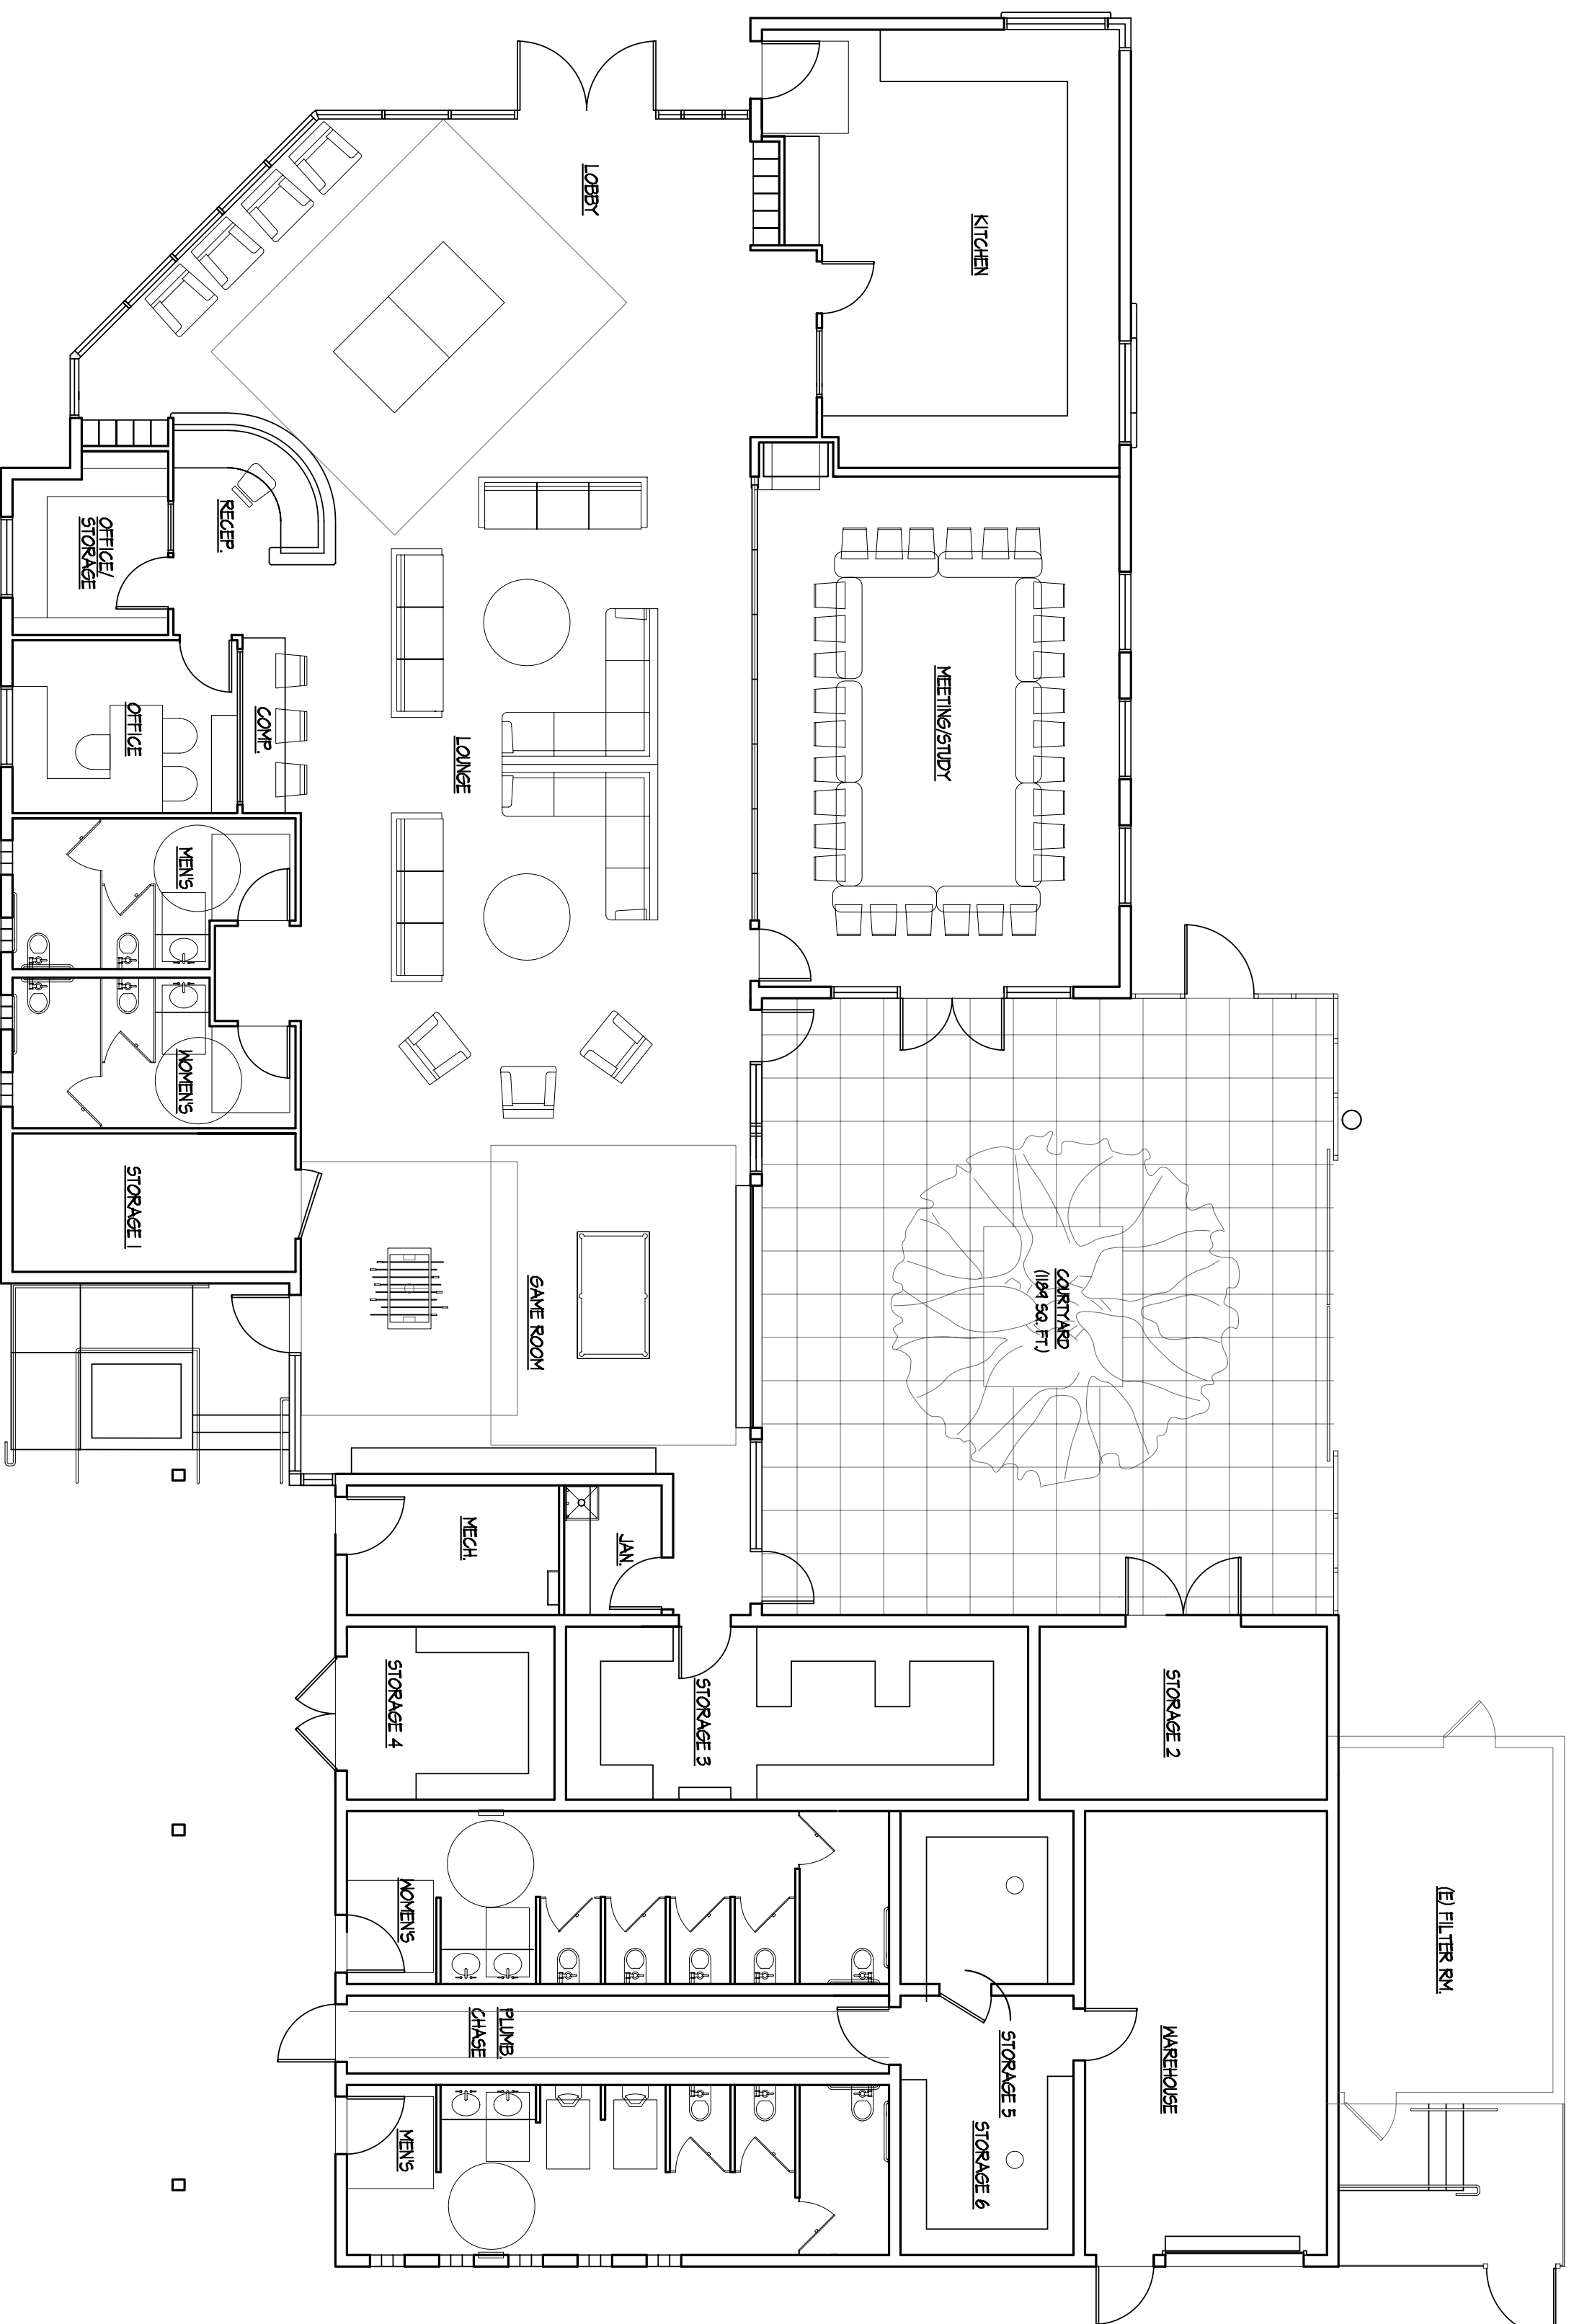 LOBBY
KITCHEN
RECEP.
OFFICE/
STORAGE
OFFICE
COMP.
LOUNGE
MEETING/STUDY
MEN'S
WOMEN'S
STORAGE 1
GAME ROOM
COURTYARD
(1189 SQ. FT.)
MECH.
JAN.
STORAGE 4
STORAGE 3
STORAGE 2
(E) FILTER RM.
WOMEN'S
PLUMB.
CHASE
STORAGE 5
WAREHOUSE
MEN'S
STORAGE 6